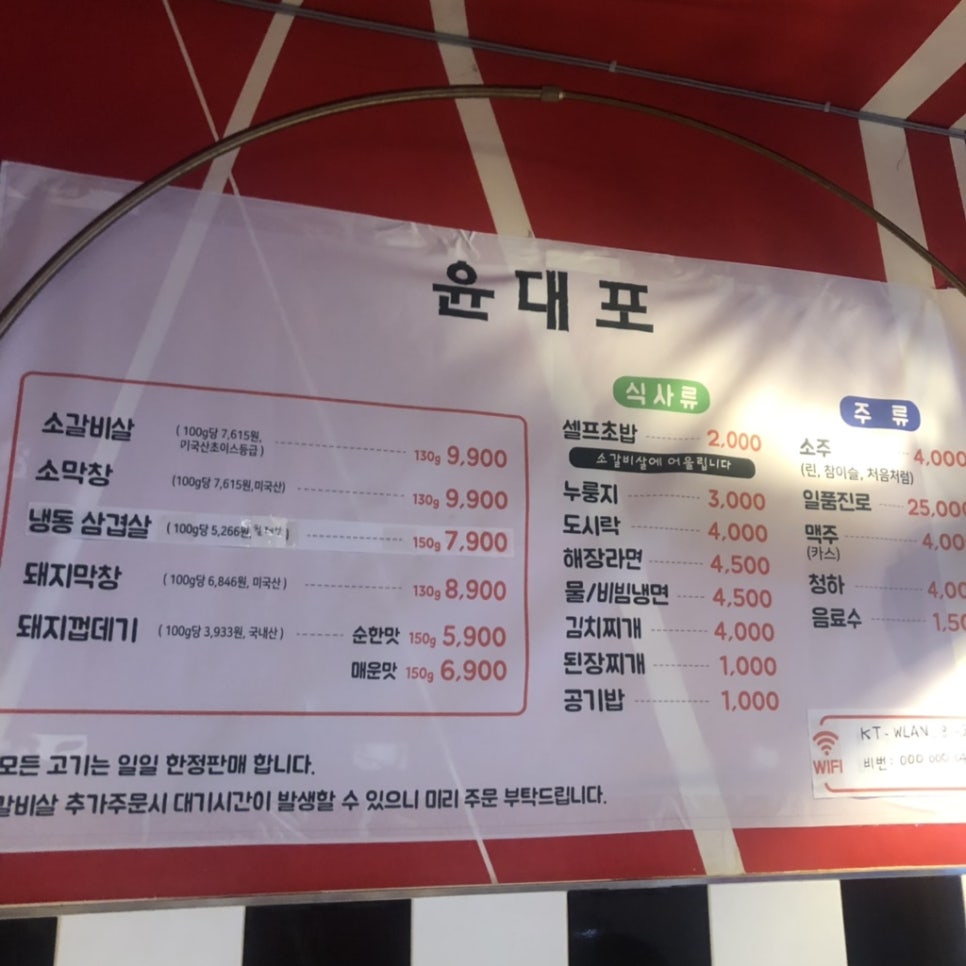 윤대포
소갈비살 (100g당 7,615원, 미국산초이스등급) 130g 9,900
소막창 (100g당 7,615원, 미국산) 130g 9,900
냉동 삼겹살 (100g당 5,266원, 150g 7,900
돼지막창 (100g당 6,846원, 미국산) 130g 8,900
돼지껍데기 (100g당 3,933원, 국내산) 순한맛 150g 5,900
매운맛 150g 6,900
식사류
셀프초밥 2,000
소갈비살에 어울립니다
누룽지 3,000
도시락 4,000
해장라면 4,500
물/비빔냉면 4,500
김치찌개 4,000
된장찌개 1,000
공기밥 1,000
주류
소주 4,000
(린, 참이슬, 처음처럼)
일품진로 25,000
맥주 4,00
(카스)
청하 4,00
음료수 1,50
WIFI
KT-WLAN
비번: 000 000
모든 고기는 일일 한정판매 합니다.
갈비살 추가주문시 대기시간이 발생할 수 있으니 미리 주문 부탁드립니다.